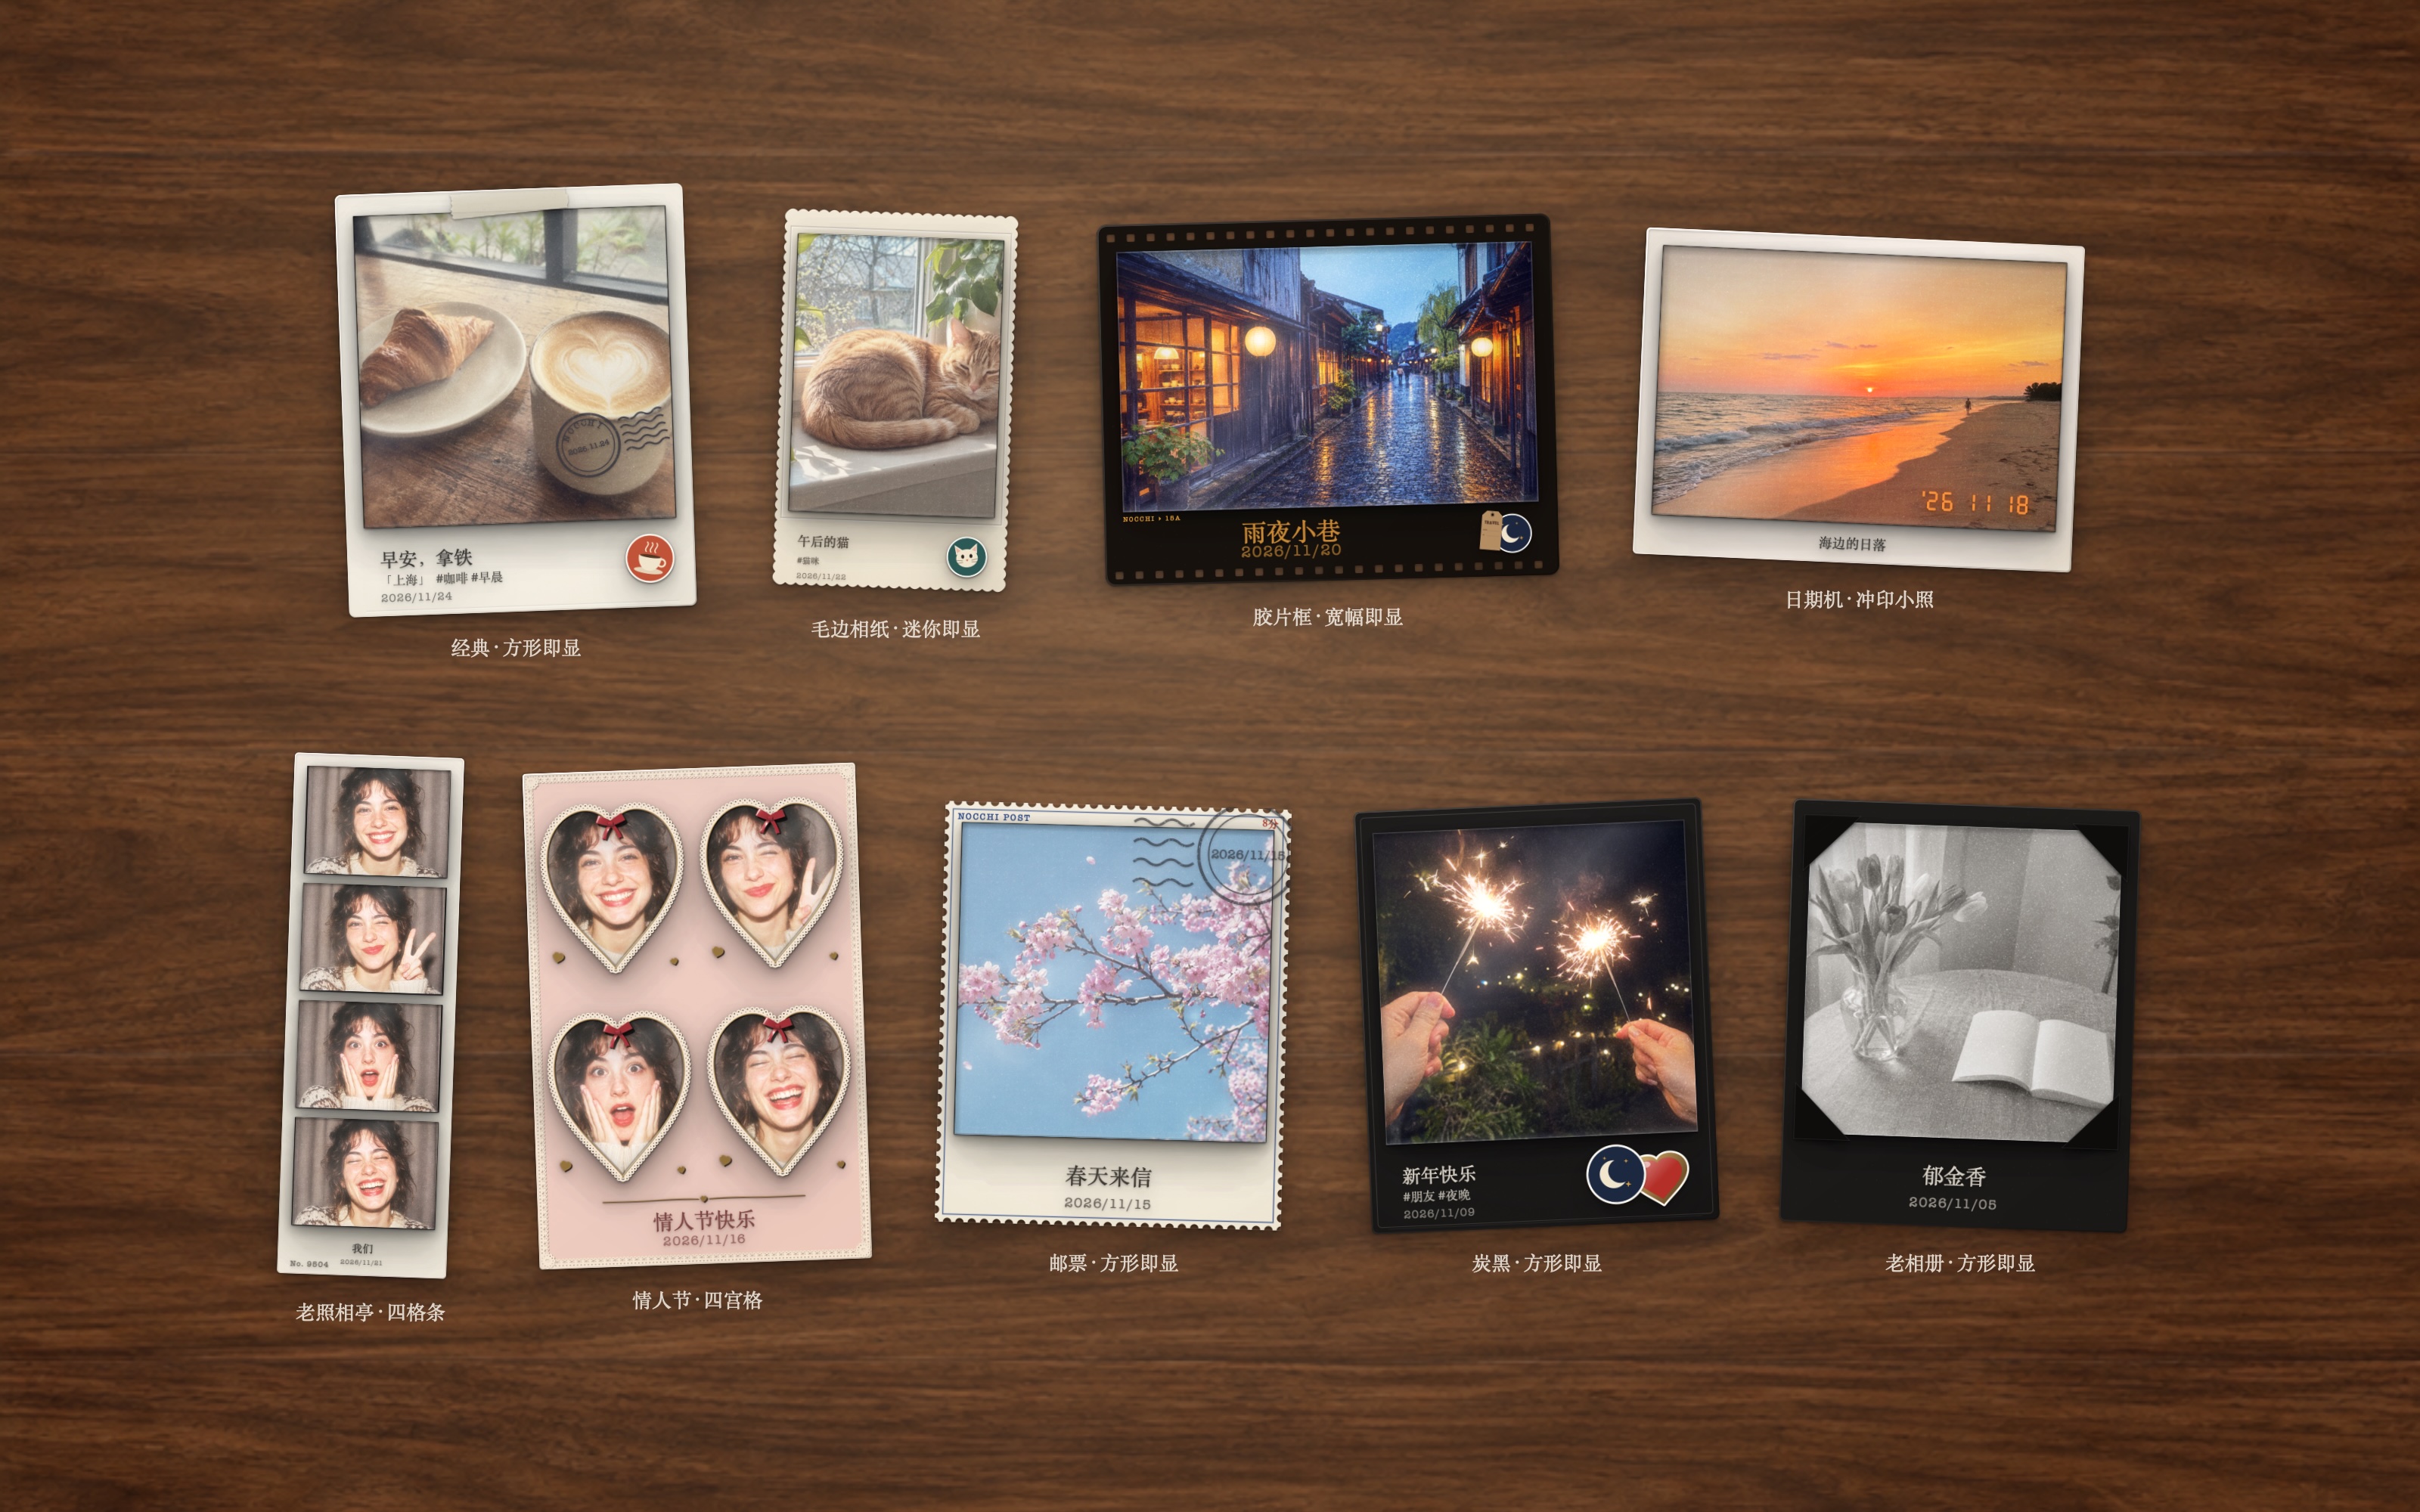 2026.11.24
早安，拿铁
「上海」 #咖啡 #早晨
2026/11/24
经典·方形即显
午后的猫
#猫咪
2026/11/22
毛边相纸·迷你即显
NOCCHI › 18A
雨夜小巷
2026/11/20
胶片框·宽幅即显
'26 11 18
海边的日落
日期机·冲印小照
我们
No. 9804 2026/11/21
老照相亭·四格条
情人节快乐
2026/11/16
情人节·四宫格
NOCCHI POST
8分
2026/11/15
春天来信
2026/11/15
邮票·方形即显
新年快乐
#朋友 #夜晚
2026/11/09
炭黑·方形即显
郁金香
2026/11/05
老相册·方形即显